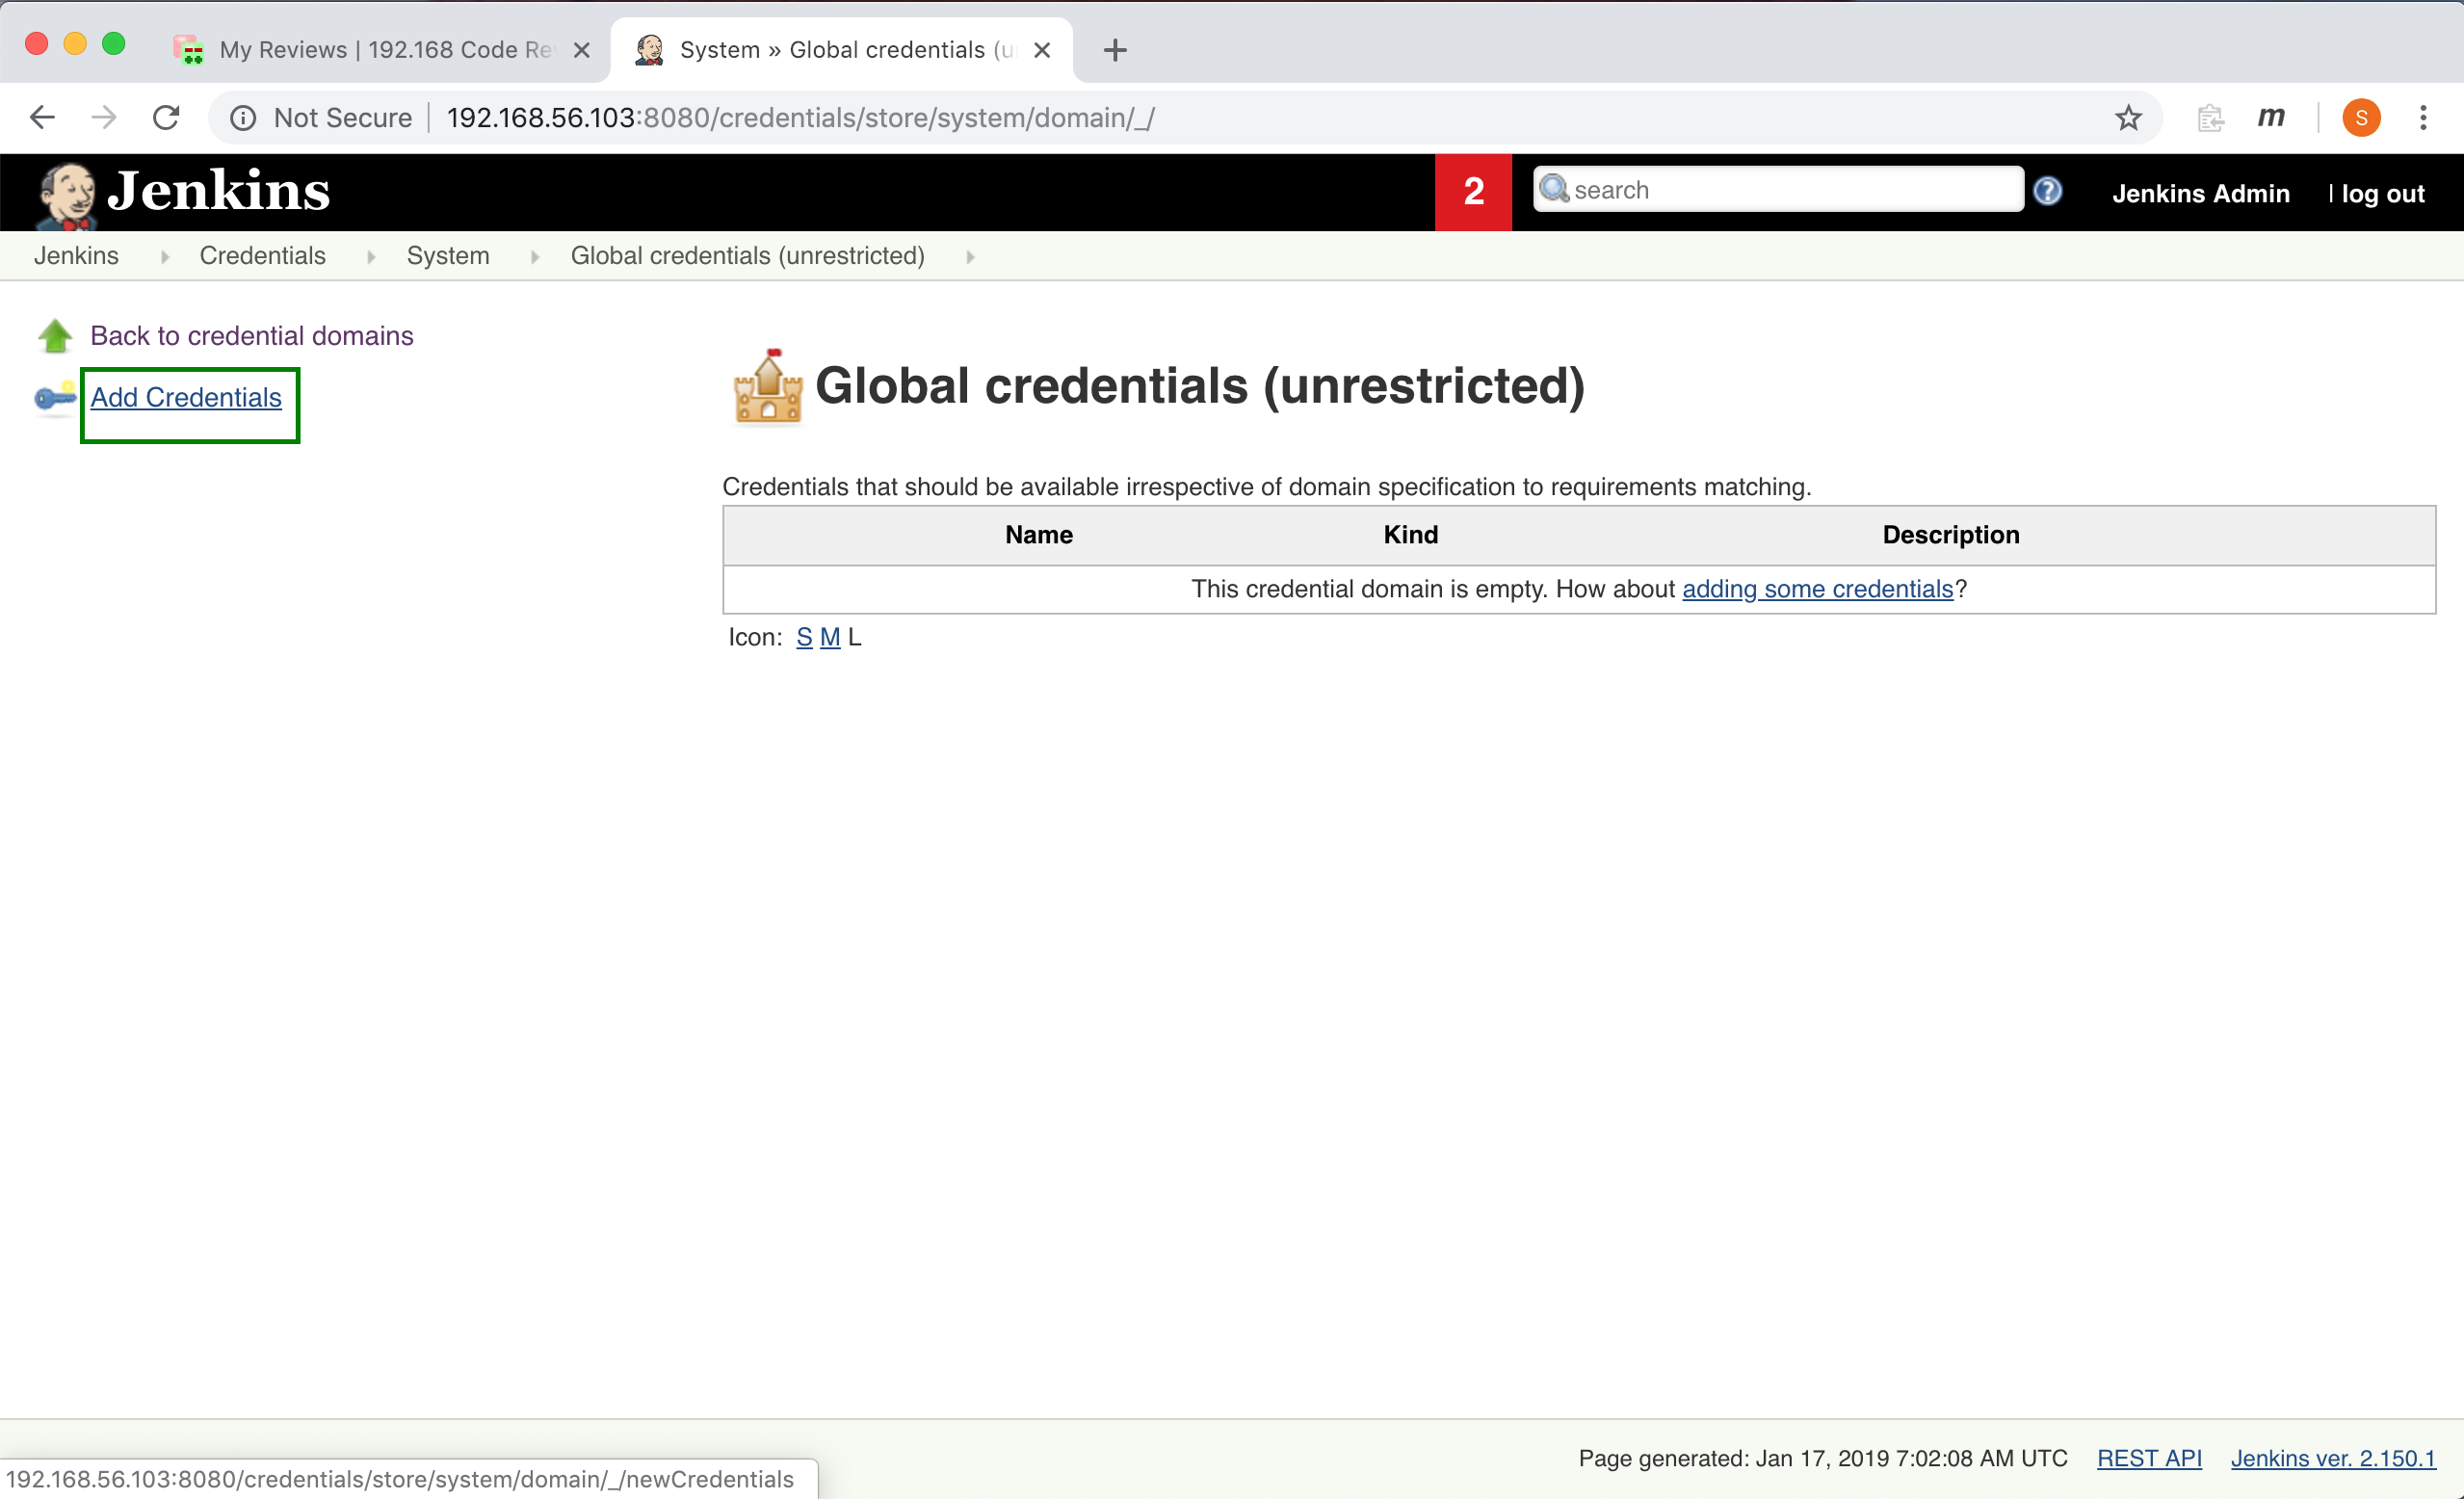 My Reviews | 192.168 Code Re
System » Global credentials (u
Not Secure | 192.168.56.103:8080/credentials/store/system/domain/_/
m
S
Jenkins
2
search
Jenkins Admin
| log out
Jenkins
Credentials
System
Global credentials (unrestricted)
Back to credential domains
Add Credentials
Global credentials (unrestricted)
Credentials that should be available irrespective of domain specification to requirements matching.
Name Kind Description
This credential domain is empty. How about adding some credentials?
Icon: S M L
Page generated: Jan 17, 2019 7:02:08 AM UTC REST API Jenkins ver. 2.150.1
192.168.56.103:8080/credentials/store/system/domain/_/newCredentials